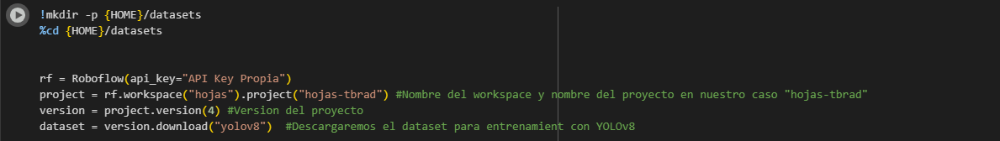 !mkdir -p {HOME}/datasets
%cd {HOME}/datasets
rf = Roboflow(api_key="API Key Propia")
project = rf.workspace("hojas").project("hojas-tbrad") #Nombre del workspace y nombre del proyecto en nuestro caso "hojas-tbrad"
version = project.version(4) #Version del proyecto
dataset = version.download("yolov8")  #Descargaremos el dataset para entrenamient con YOLOv8